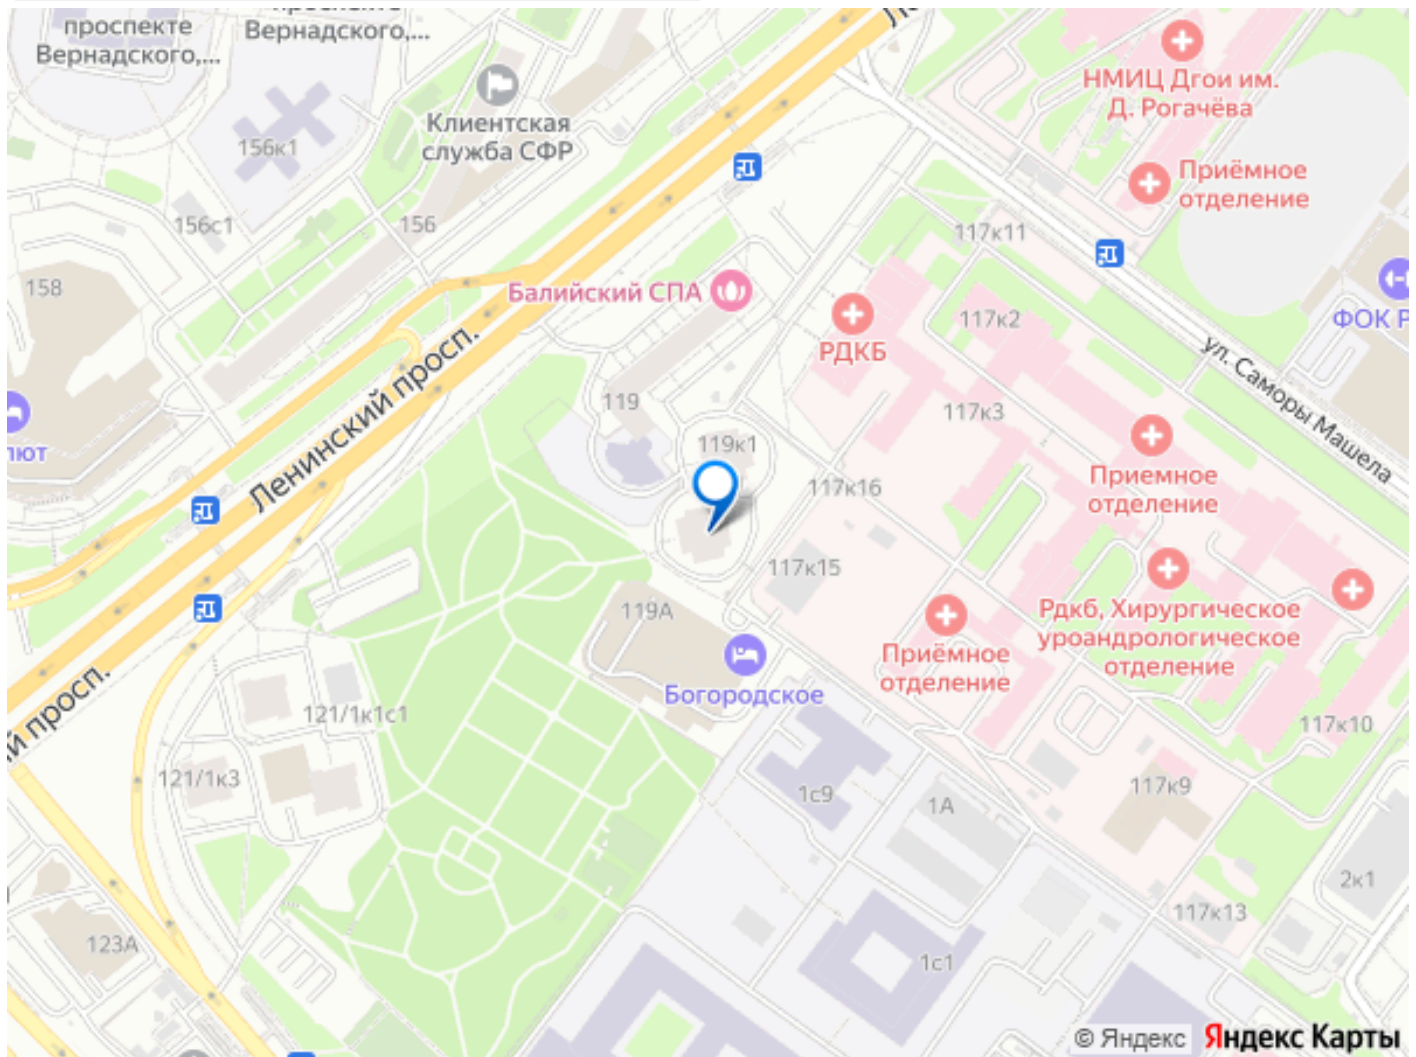 проспекте
Вернадского,...
Вернадского,...
НМИЦ Дгои им.
Д. Рогачёва
Клиентская
служба СФР
156к1
Приёмное
отделение
156с1
156
117к11
158
Балийский СПА
117к2
ФОК Р
РДКБ
ул. Саморы Машела
Ленинский просп.
119
117к3
119к1
лют
Приемное
отделение
117к16
117к15
119А
Рдкб, Хирургическое
уроандрологическое
отделение
Приёмное
отделение
Богородское
й просп.
121/1к1с1
117к10
121/1к3
1с9
1А
117к9
2к1
117к13
123А
1с1
© Яндекс Яндекс Карты